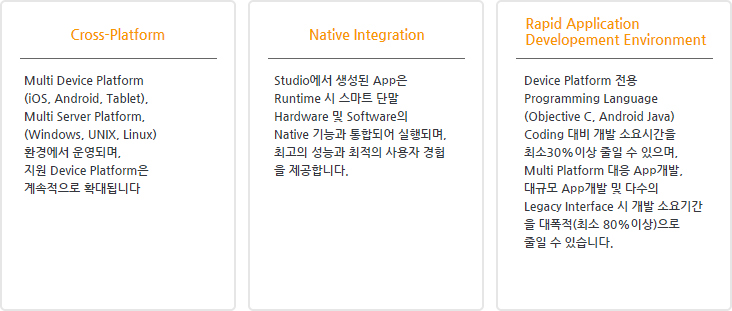 Cross-Platform
Multi Device Platform
(iOS, Android, Tablet),
Multi Server Platform,
(Windows, UNIX, Linux)
환경에서 운영되며,
지원 Device Platform은
계속적으로 확대됩니다
Native Integration
Studio에서 생성된 App은
Runtime 시 스마트 단말
Hardware 및 Software의
Native 기능과 통합되어 실행되며,
최고의 성능과 최적의 사용자 경험
을 제공합니다.
Rapid Application
Developement Environment
Device Platform 전용
Programming Language
(Objective C, Android Java)
Coding 대비 개발 소요시간을
최소30%이상 줄일 수 있으며,
Multi Platform 대응 App개발,
대규모 App개발 및 다수의
Legacy Interface 시 개발 소요기간
을 대폭적(최소 80%이상)으로
줄일 수 있습니다.